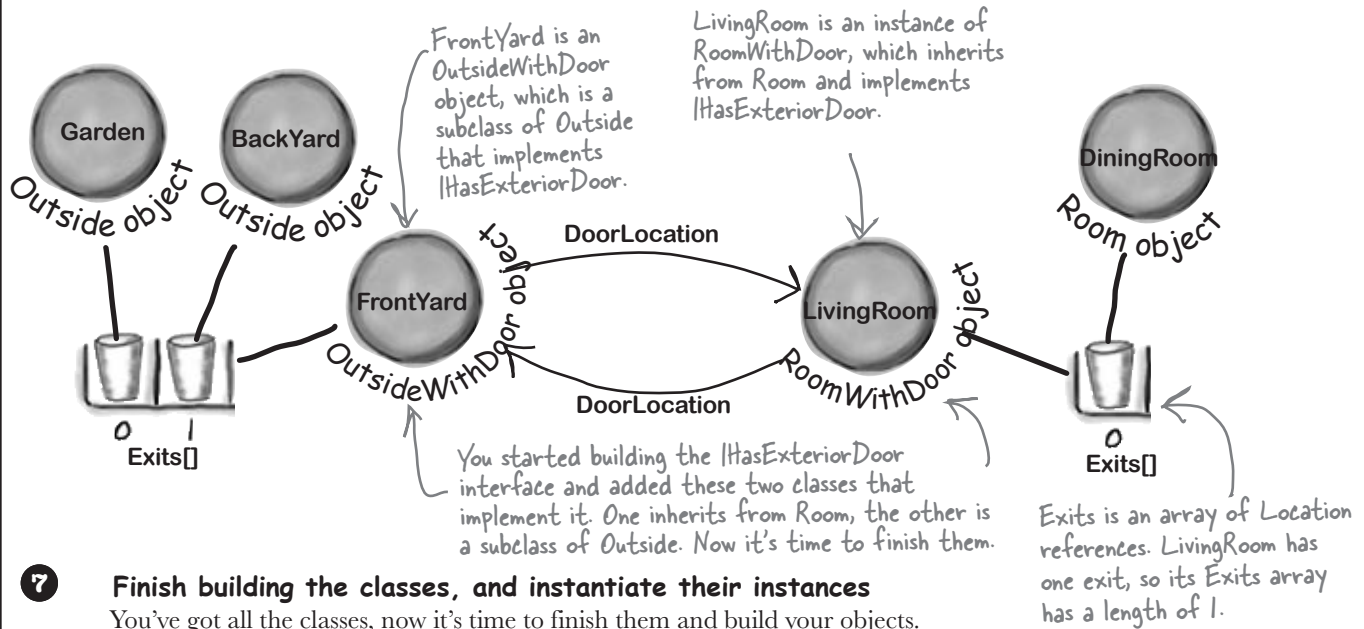 FrontYard is an
OutsideWithDoor
object, which is a
subclass of Outside
that implements
IHasExteriorDoor.
LivingRoom is an instance of
RoomWithDoor, which inherits
from Room and implements
IHasExteriorDoor.
Garden
Outside object
BackYard
Outside object
DiningRoom
Room object
DoorLocation
FrontYard
OutsideWithDoor object
LivingRoom
RoomWithDoor object
DoorLocation
0 1
Exits[]
0
Exits[]
You started building the IHasExteriorDoor
interface and added these two classes that
implement it. One inherits from Room, the other is
a subclass of Outside. Now it's time to finish them.
Exits is an array of Location
references. LivingRoom has
one exit, so its Exits array
has a length of 1.
7 Finish building the classes, and instantiate their instances
You've got all the classes, now it's time to finish them and build your objects.